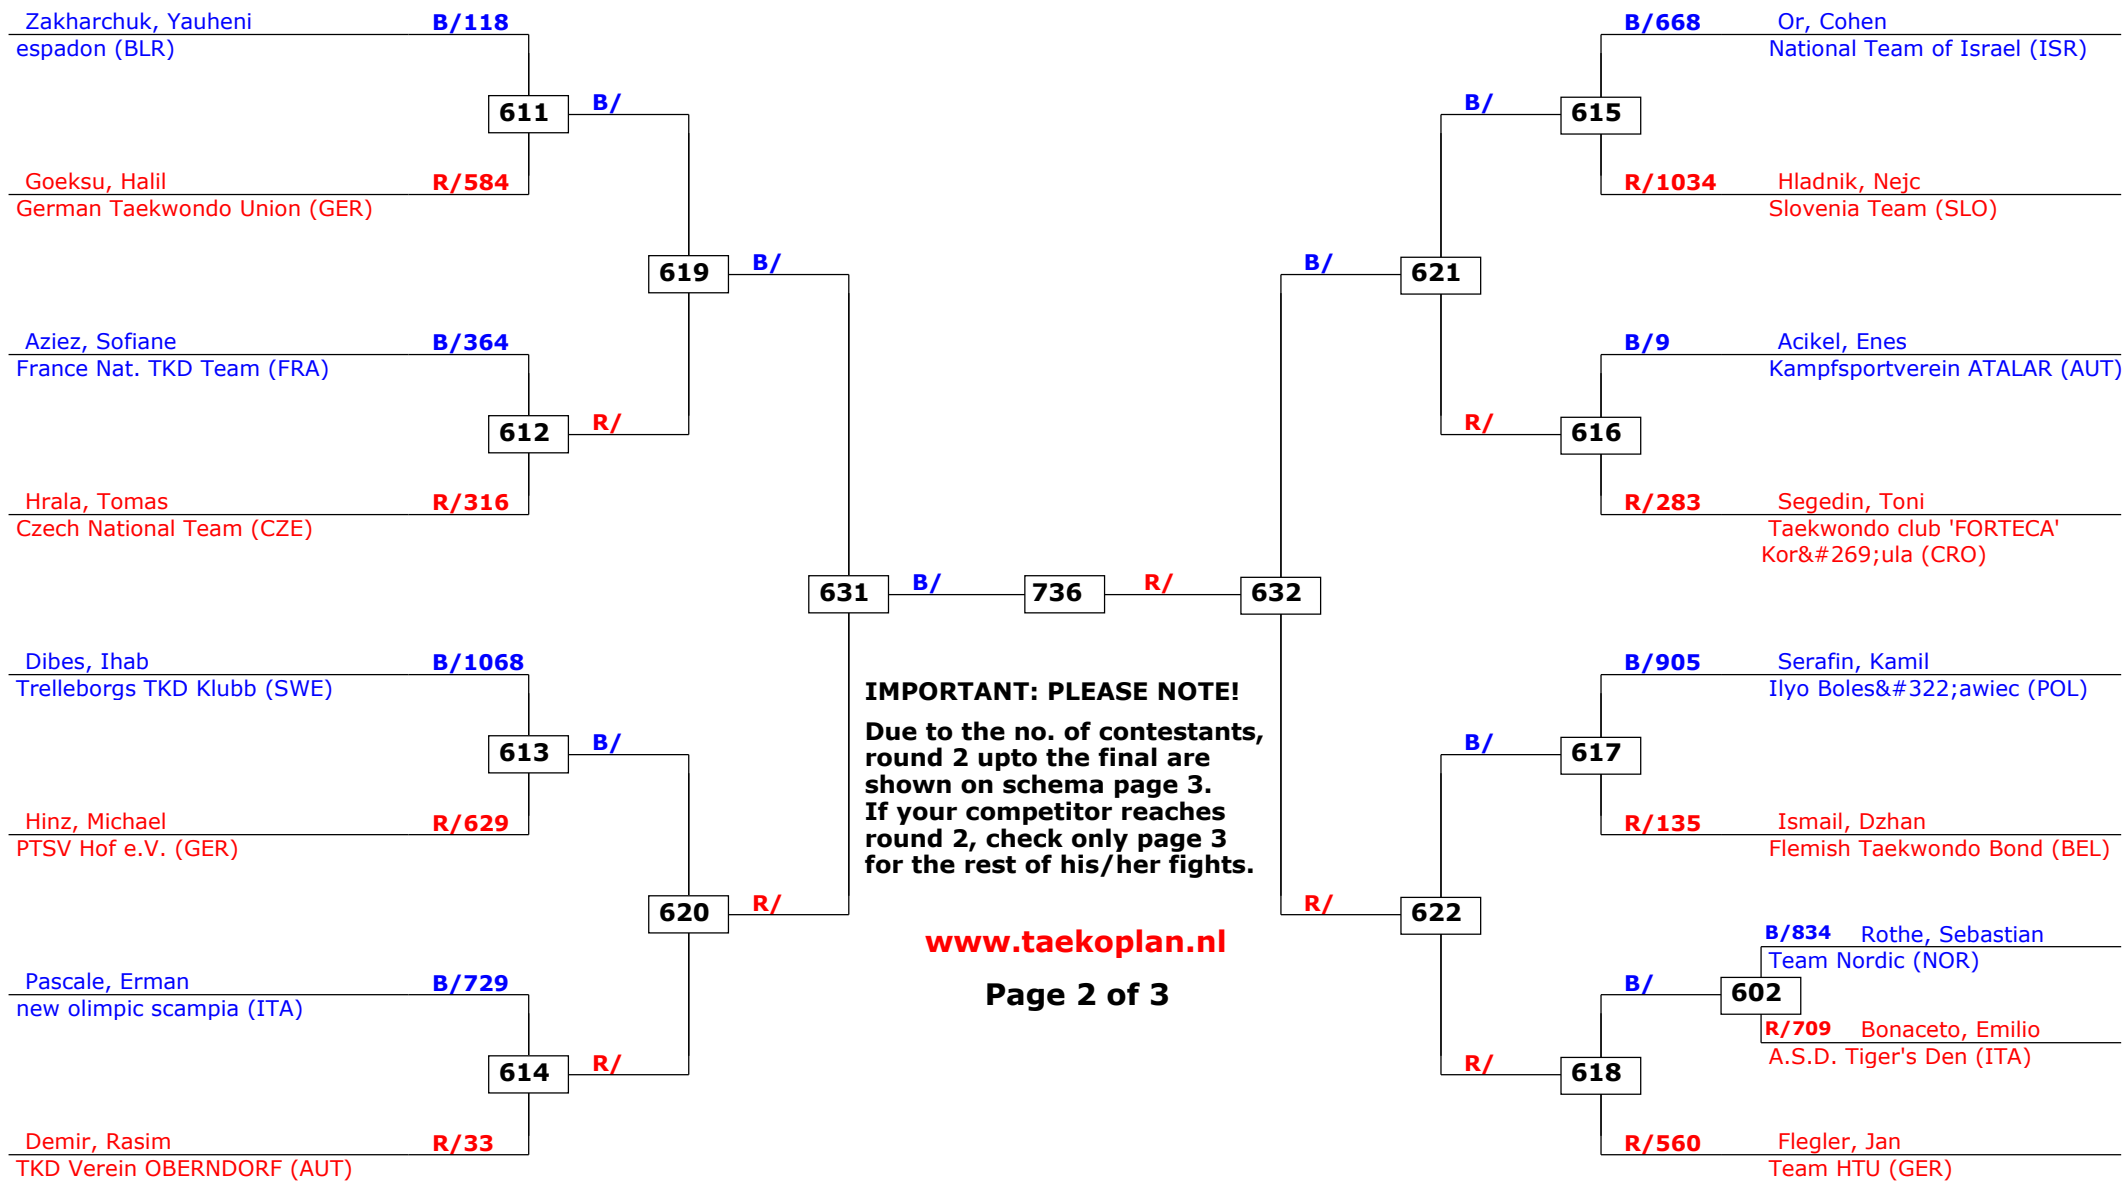 Zakharchuk, Yauheni B/118
espadon (BLR)
611 B/
Goeksu, Halil R/584
German Taekwondo Union (GER)
619 B/
Aziez, Sofiane B/364
France Nat. TKD Team (FRA)
612 R/
Hrala, Tomas R/316
Czech National Team (CZE)
631 B/ 736 R/ 632
Dibes, Ihab B/1068
Trelleborgs TKD Klubb (SWE)
613 B/
Hinz, Michael R/629
PTSV Hof e.V. (GER)
620 R/
Pascale, Erman B/729
new olimpic scampia (ITA)
614 R/
Demir, Rasim R/33
TKD Verein OBERNDORF (AUT)
IMPORTANT: PLEASE NOTE!
Due to the no. of contestants,
round 2 upto the final are
shown on schema page 3.
If your competitor reaches
round 2, check only page 3
for the rest of his/her fights.
www.taekoplan.nl
Page 2 of 3
B/668 Or, Cohen
National Team of Israel (ISR)
B/ 615
R/1034 Hladnik, Nejc
Slovenia Team (SLO)
B/ 621
B/9 Acikel, Enes
Kampfsportverein ATALAR (AUT)
R/ 616
R/283 Segedin, Toni
Taekwondo club 'FORTECA'
Kor&#269;ula (CRO)
B/905 Serafin, Kamil
Ilyo Boles&#322;awiec (POL)
B/ 617
R/135 Ismail, Dzhan
Flemish Taekwondo Bond (BEL)
R/ 622
B/834 Rothe, Sebastian
Team Nordic (NOR)
B/ 602
R/709 Bonaceto, Emilio
A.S.D. Tiger's Den (ITA)
R/ 618
R/560 Flegler, Jan
Team HTU (GER)